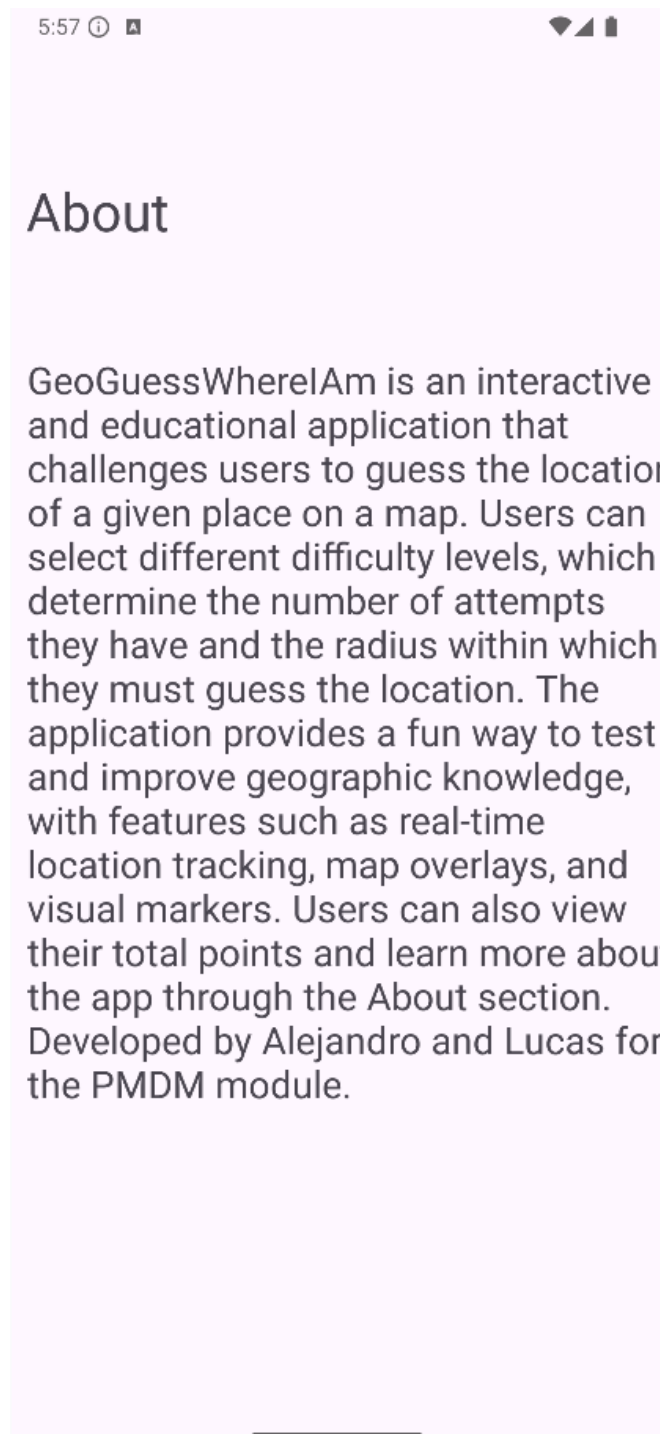 5:57
About
GeoGuessWhereIAm is an interactive
and educational application that
challenges users to guess the location
of a given place on a map. Users can
select different difficulty levels, which
determine the number of attempts
they have and the radius within which
they must guess the location. The
application provides a fun way to test
and improve geographic knowledge,
with features such as real-time
location tracking, map overlays, and
visual markers. Users can also view
their total points and learn more abou
the app through the About section.
Developed by Alejandro and Lucas for
the PMDM module.